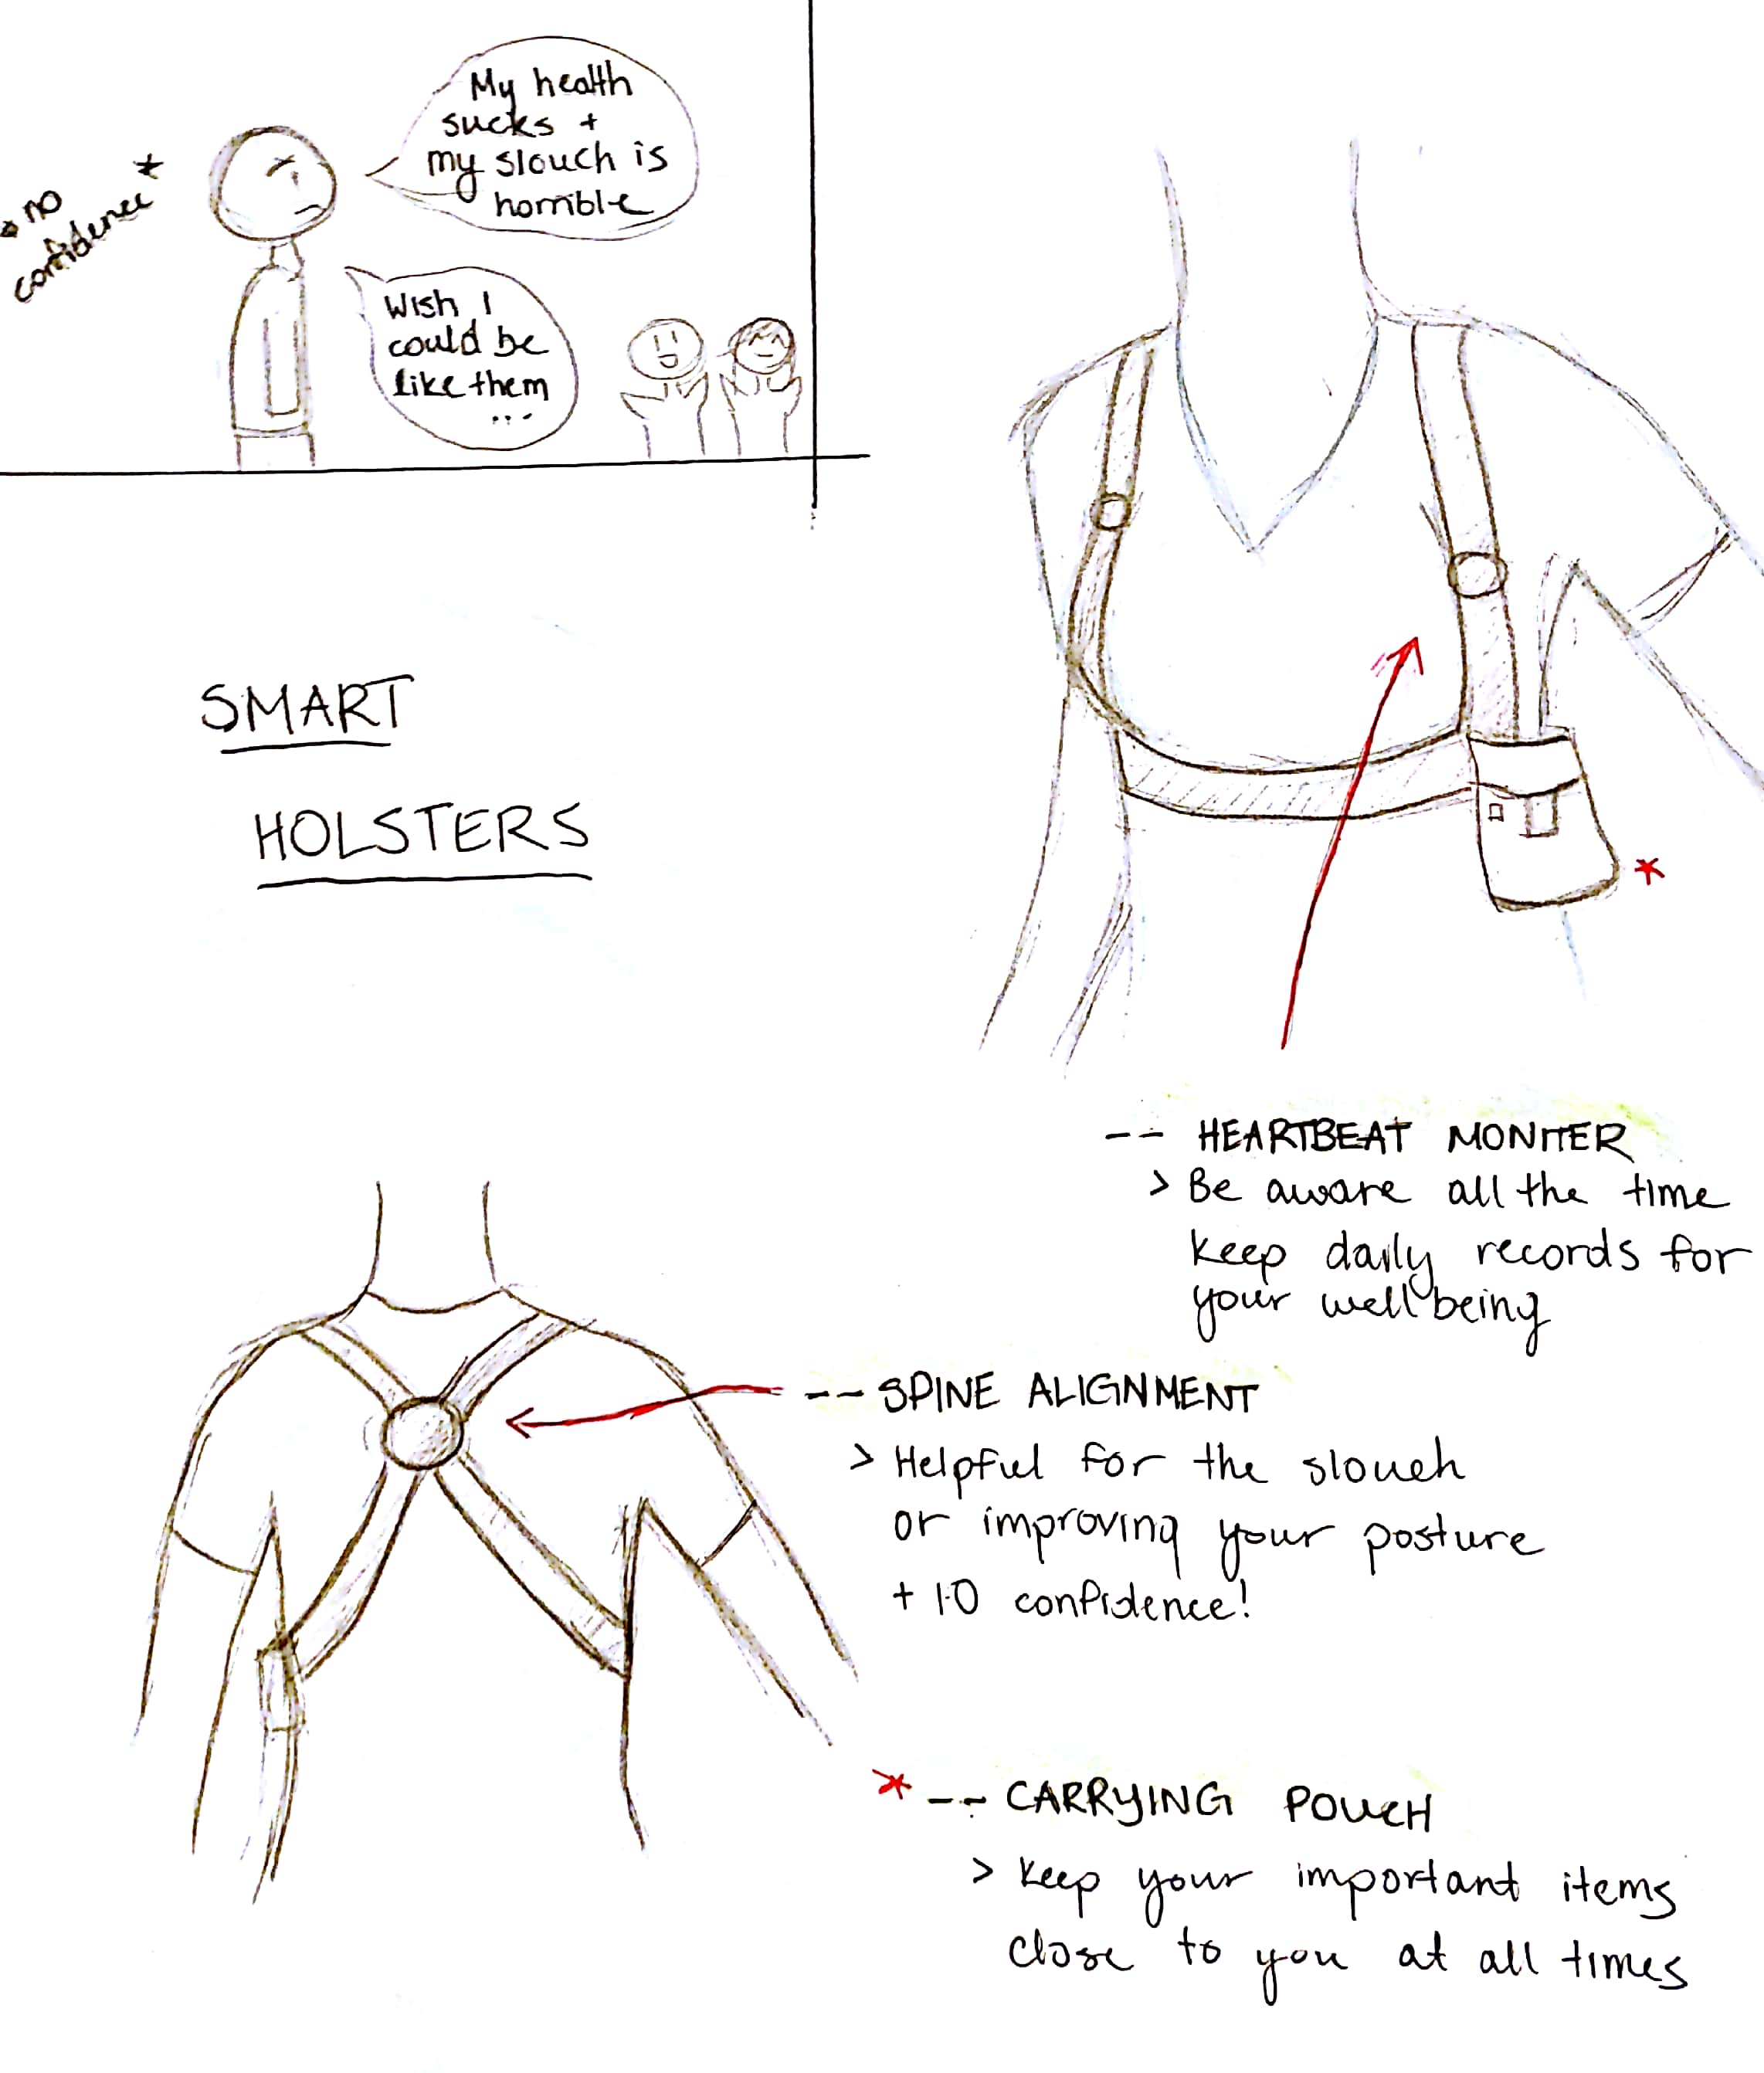 My health
sucks +
my slouch is
horrible
* no
confidence *
Wish I
could be
like them
...
SMART
HOLSTERS
-- HEARTBEAT MONITER
> Be aware all the time
keep daily records for
your wellbeing
-- SPINE ALIGNMENT
> Helpful for the slouch
or improving your posture
+ 10 confidence!
* -- CARRYING POUCH
> keep your important items
close to you at all times